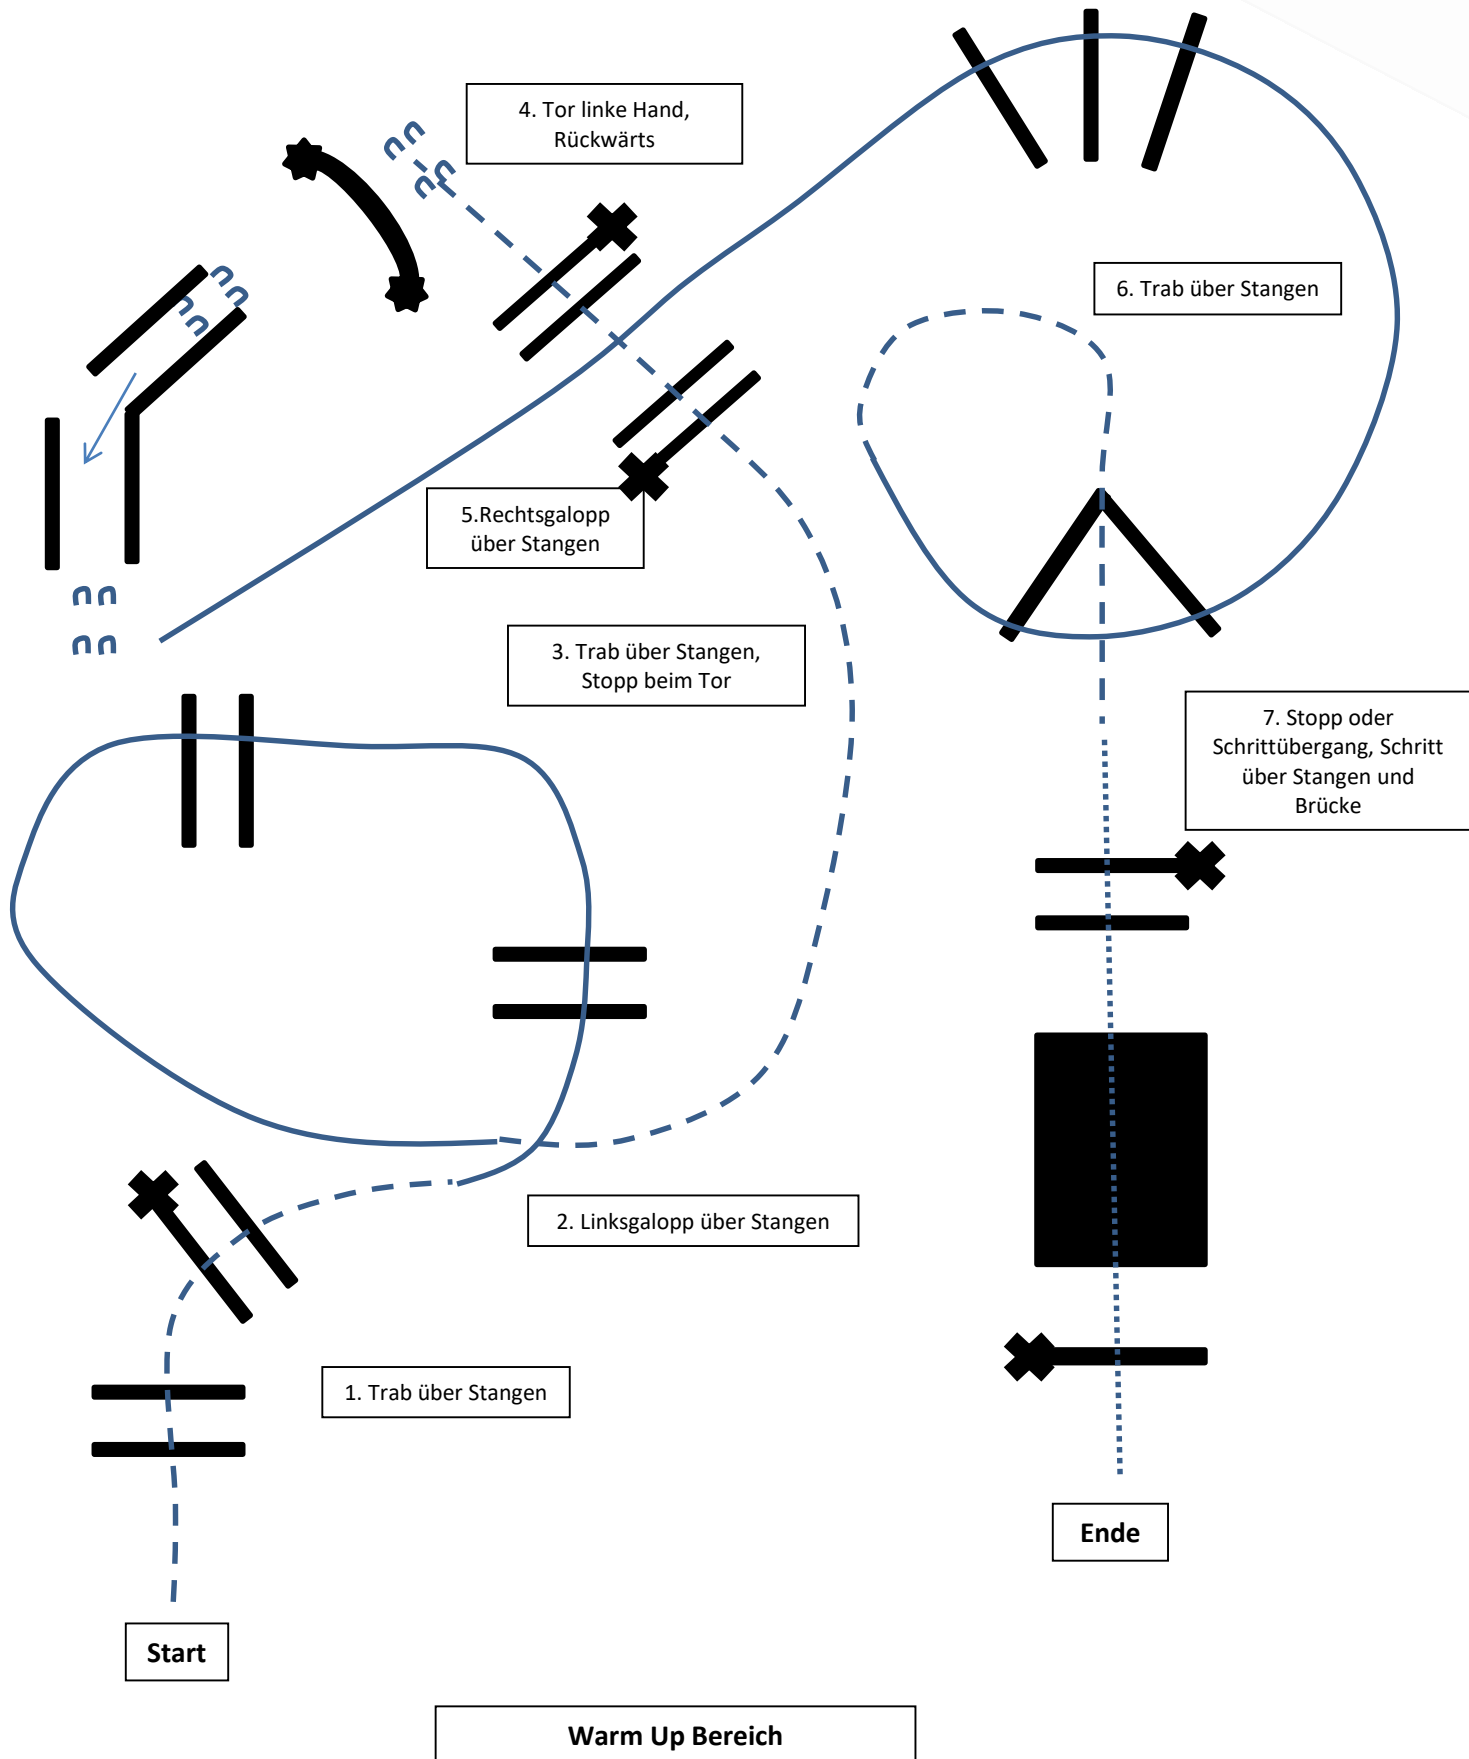 4. Tor linke Hand,
Rückwärts
6. Trab über Stangen
5.Rechtsgalopp
über Stangen
3. Trab über Stangen,
Stopp beim Tor
7. Stopp oder
Schrittübergang, Schritt
über Stangen und
Brücke
2. Linksgalopp über Stangen
1. Trab über Stangen
Ende
Start
Warm Up Bereich